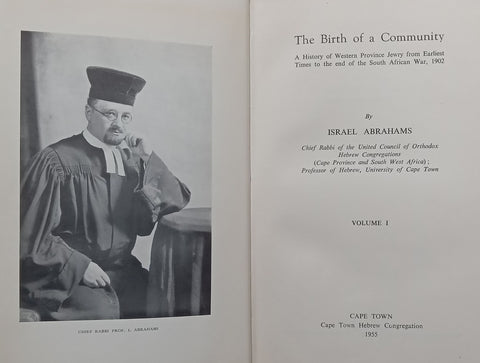 CHIEF RABBI PROF. I. ABRAHAMS
The Birth of a Community
A History of Western Province Jewry from Earliest
Times to the end of the South African War, 1902
By
ISRAEL ABRAHAMS
Chief Rabbi of the United Council of Orthodox
Hebrew Congregations
(Cape Province and South West Africa);
Professor of Hebrew, University of Cape Town
VOLUME I
CAPE TOWN
Cape Town Hebrew Congregation
1955